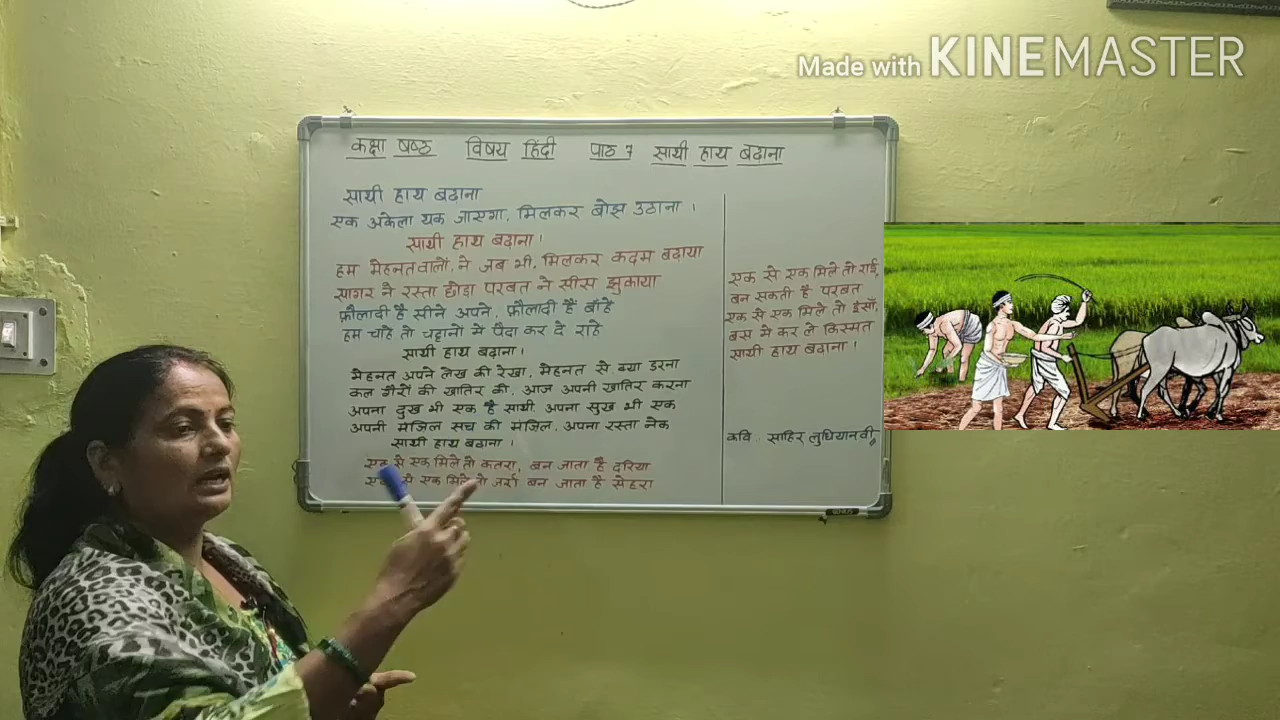 Made with KINEMASTER
कक्षा षष्ठ विषय हिंदी पाठ 7 साथी हाथ बढ़ाना
साथी हाथ बढ़ाना
एक अकेला थक जाएगा, मिलकर बोझ उठाना ।
साथी हाथ बढ़ाना ।
हम मेहनतवालों ने जब भी, मिलकर कदम बढ़ाया
सागर ने रस्ता छोड़ा परबत ने सीस झुकाया
फ़ौलादी है सीने अपने, फ़ौलादी हैं बाँहें
हम चाहे तो चट्टानों में पैदा कर दे राहें
साथी हाथ बढ़ाना ।
मेहनत अपने लेख की रेखा, मेहनत से क्या डरना
कल गैरों की खातिर की, आज अपनी खातिर करना
अपना दुख भी एक है साथी अपना सुख भी एक
अपनी मंजिल सच की मंजिल, अपना रस्ता नेक
साथी हाथ बढ़ाना ।
एक से एक मिले तो कतरा, बन जाता है दरिया
एक से एक मिले तो जर्रा बन जाता है सेहरा
एक से एक मिले तो राई,
बन सकती है परबत
एक से एक मिले तो इंसाँ,
बस में कर ले किस्मत
साथी हाथ बढ़ाना ।
कवि साहिर लुधियानवी